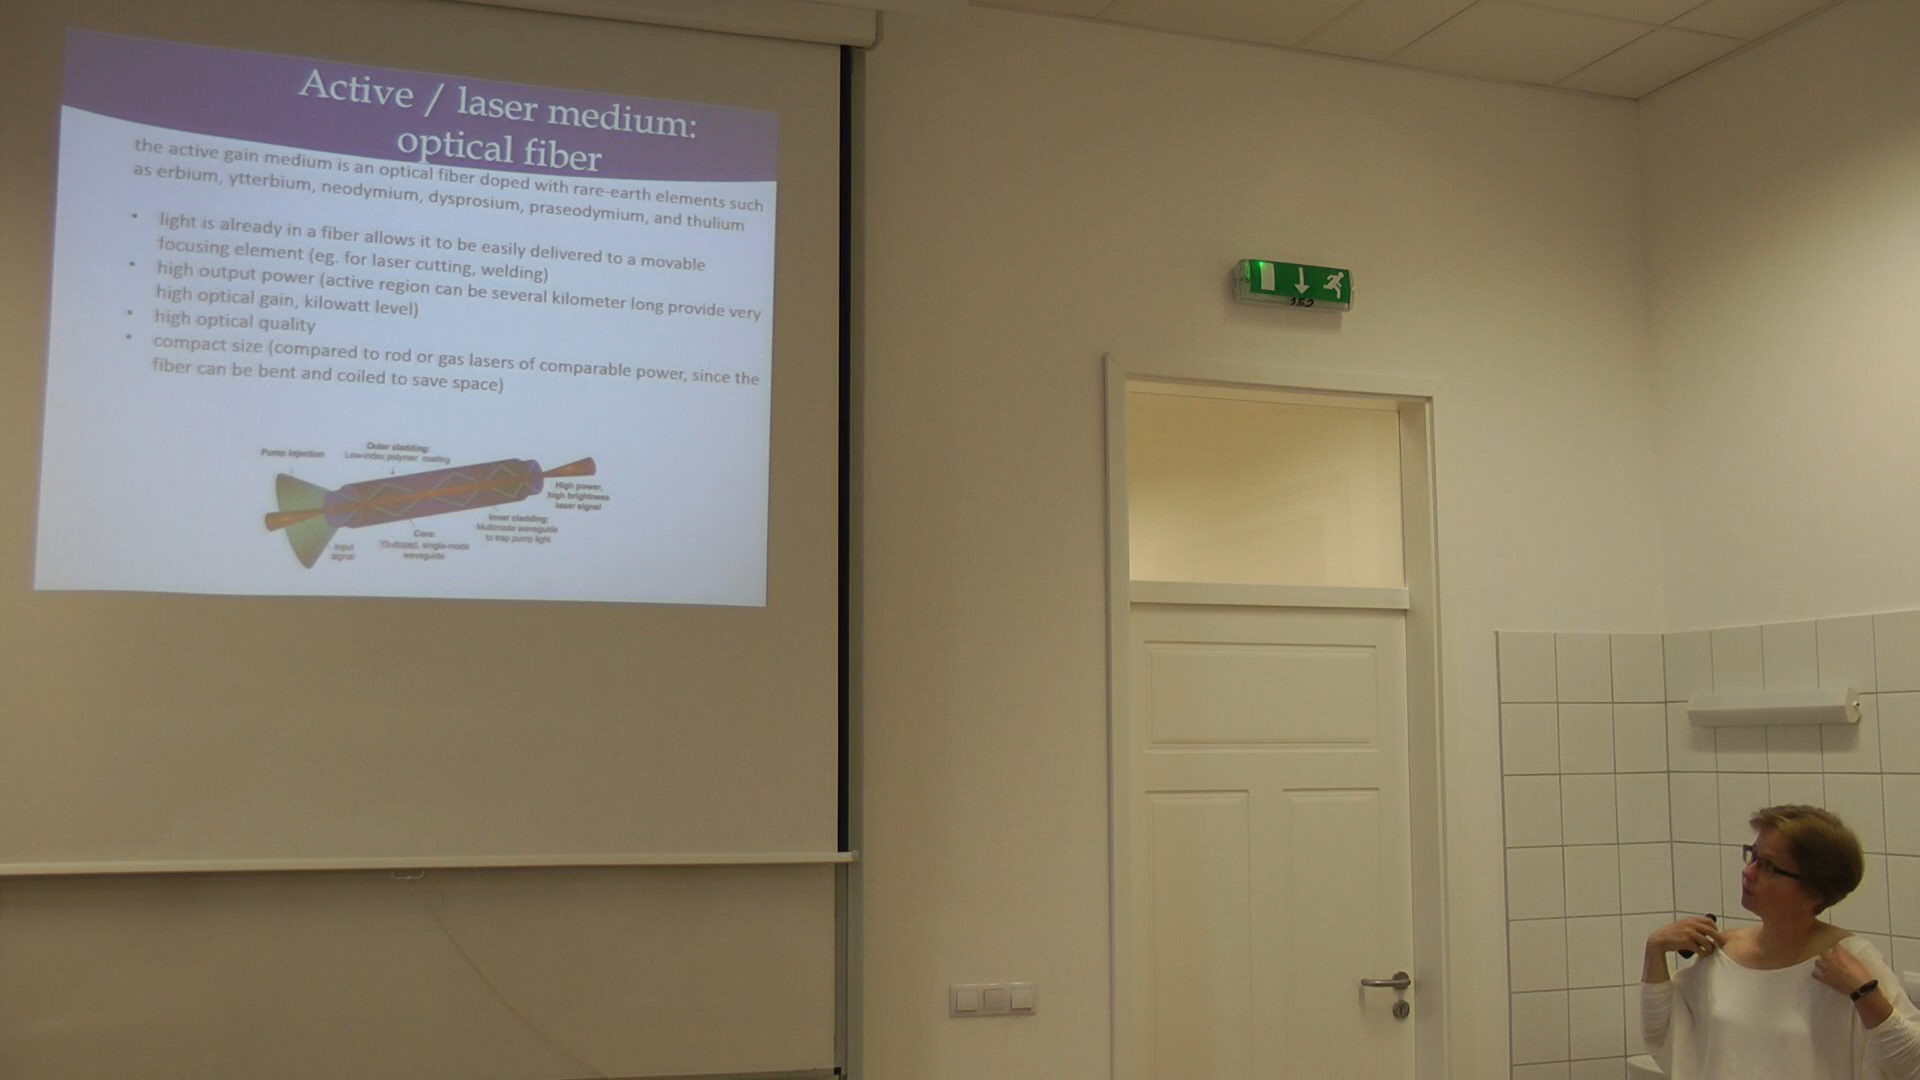 Active / laser medium:
optical fiber
the active gain medium is an optical fiber doped with rare-earth elements such
as erbium, ytterbium, neodymium, dysprosium, praseodymium, and thulium
• light is already in a fiber allows it to be easily delivered to a movable
focusing element (eg. for laser cutting, welding)
• high output power (active region can be several kilometer long provide very
high optical gain, kilowatt level)
• high optical quality
• compact size (compared to rod or gas lasers of comparable power, since the
fiber can be bent and coiled to save space)
Pump injection
Outer cladding:
Low-index polymer coating
High power,
high brightness
laser signal
Inner cladding:
Multimode waveguide
to trap pump light
Core:
Yb-doped, single-mode
waveguide
Input
signal